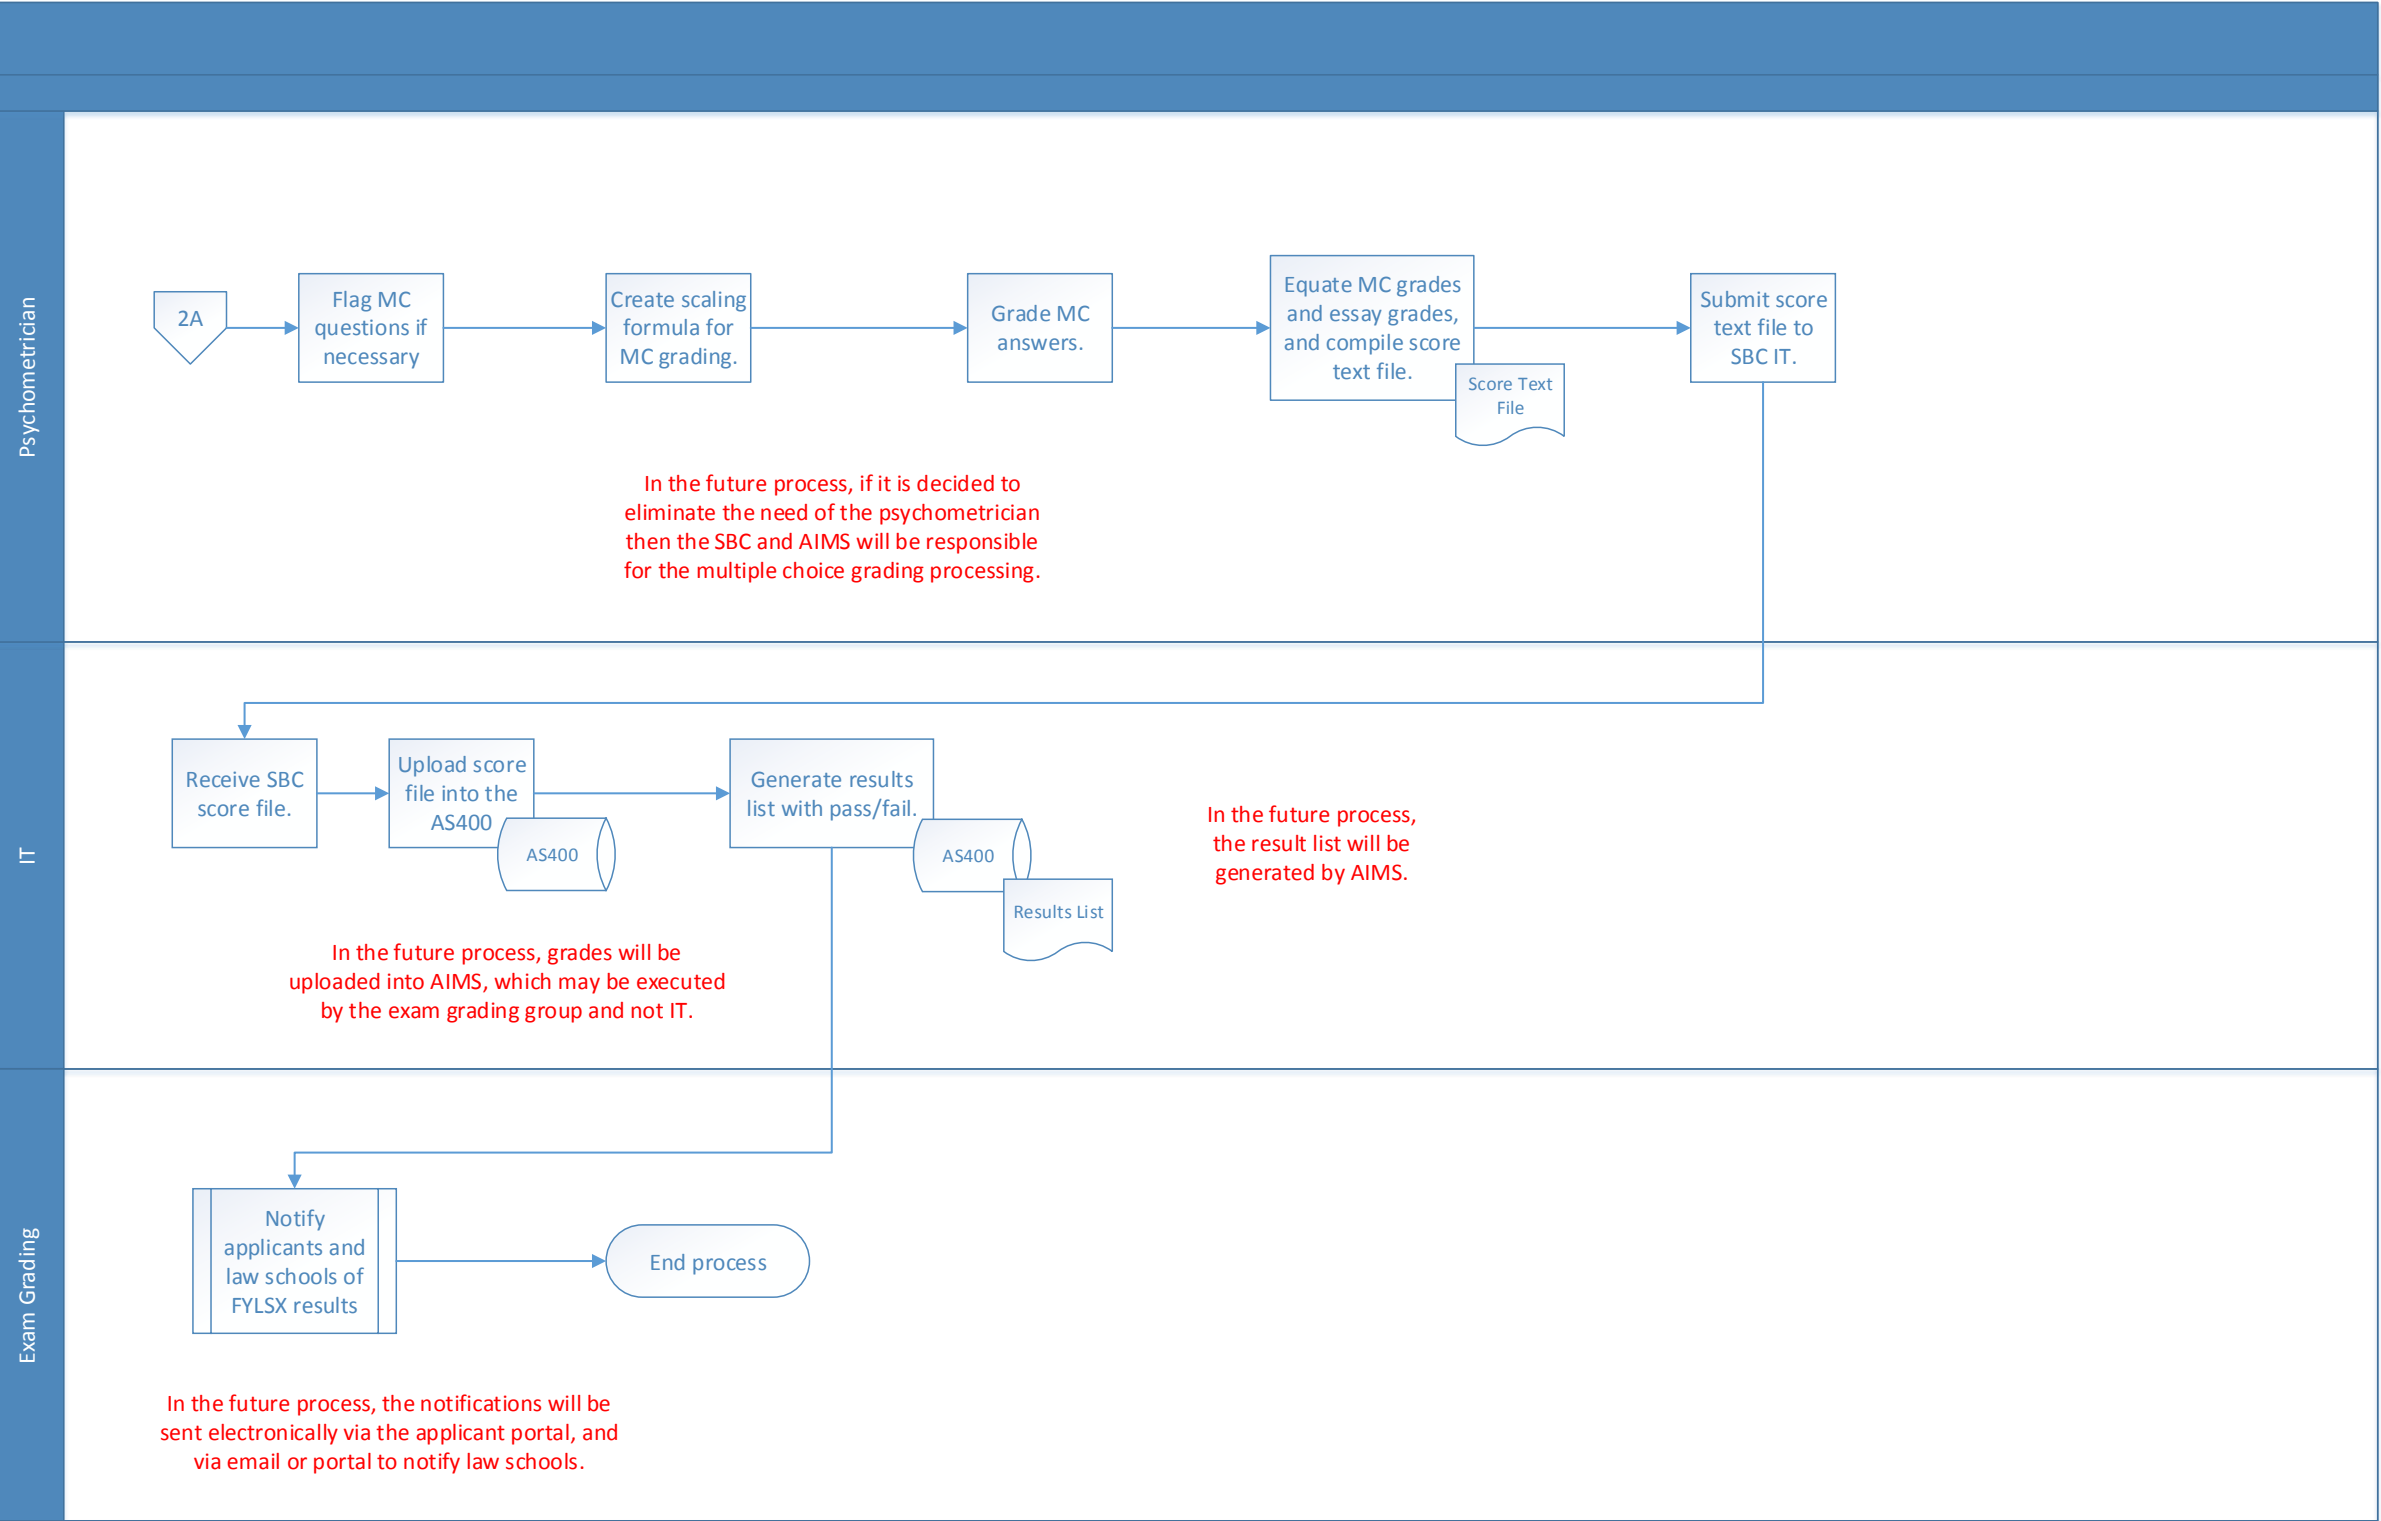 Psychometrician
2A
Flag MC
questions if
necessary
Create scaling
formula for
MC grading.
Grade MC
answers.
Equate MC grades
and essay grades,
and compile score
text file.
Score Text
File
Submit score
text file to
SBC IT.
In the future process, if it is decided to
eliminate the need of the psychometrician
then the SBC and AIMS will be responsible
for the multiple choice grading processing.
IT
Receive SBC
score file.
Upload score
file into the
AS400
AS400
Generate results
list with pass/fail.
AS400
Results List
In the future process,
the result list will be
generated by AIMS.
In the future process, grades will be
uploaded into AIMS, which may be executed
by the exam grading group and not IT.
Exam Grading
Notify
applicants and
law schools of
FYLSX results
End process
In the future process, the notifications will be
sent electronically via the applicant portal, and
via email or portal to notify law schools.